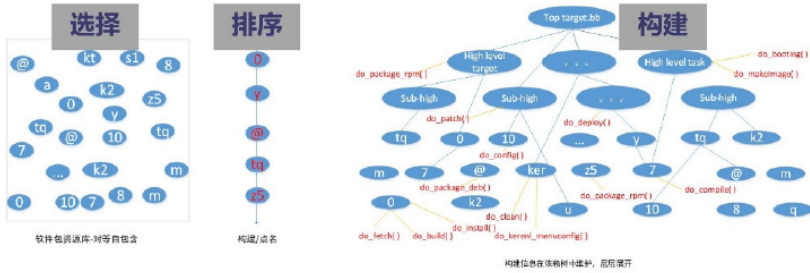 选择
@
kt
s1
8
a
k2
0
y
z5
tq
@
10
tq
7
...
k2
m
0
10
7
8
m
软件包资源库-对等自包含
排序
0
y
@
tq
z5
构建/点名
构建
Top target.bb
High level target
。。。
High level task
do_booting( )
do_package_rpm( )
do_makeimage( )
Sub-high
Sub-high
。。。
Sub-high
do_patch( )
do_deploy( )
tq
0
10
...
y
tq
k2
do_config( )
m
7
@
ker
z5
7
@
m
do_package_deb( )
do_package_rpm( )
do_compile( )
0
k2
do_clean( )
u
10
8
q
do_install( )
do_fetch( )
do_build( )
do_kerenl_menuconfig( )
构建信息在依赖树中维护、层层展开